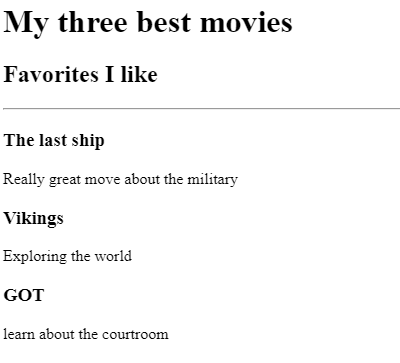 My three best movies
Favorites I like
The last ship
Really great move about the military
Vikings
Exploring the world
GOT
learn about the courtroom